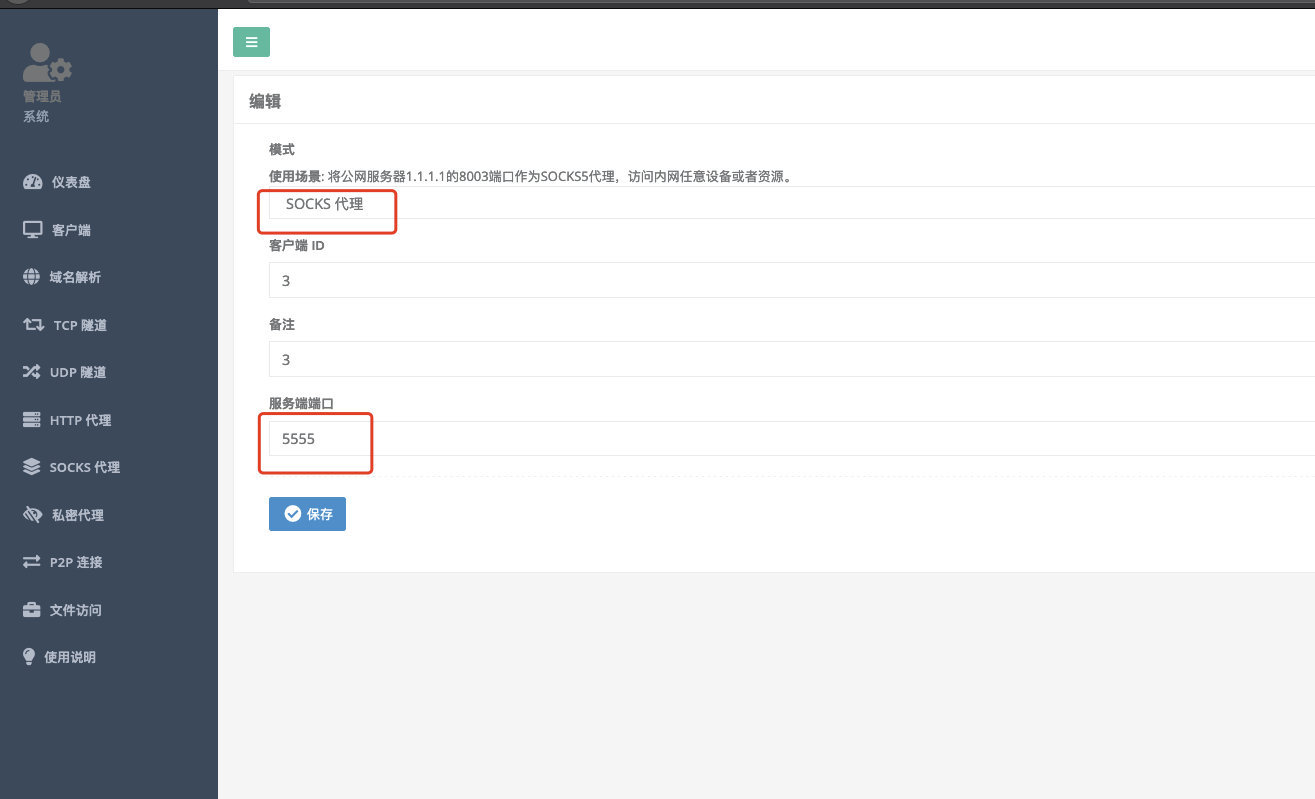 管理员
系统
仪表盘
客户端
域名解析
TCP 隧道
UDP 隧道
HTTP 代理
SOCKS 代理
私密代理
P2P 连接
文件访问
使用说明
编辑
模式
使用场景: 将公网服务器1.1.1.1的8003端口作为SOCKS5代理，访问内网任意设备或者资源。
SOCKS 代理
客户端 ID
3
备注
3
服务端端口
5555
保存